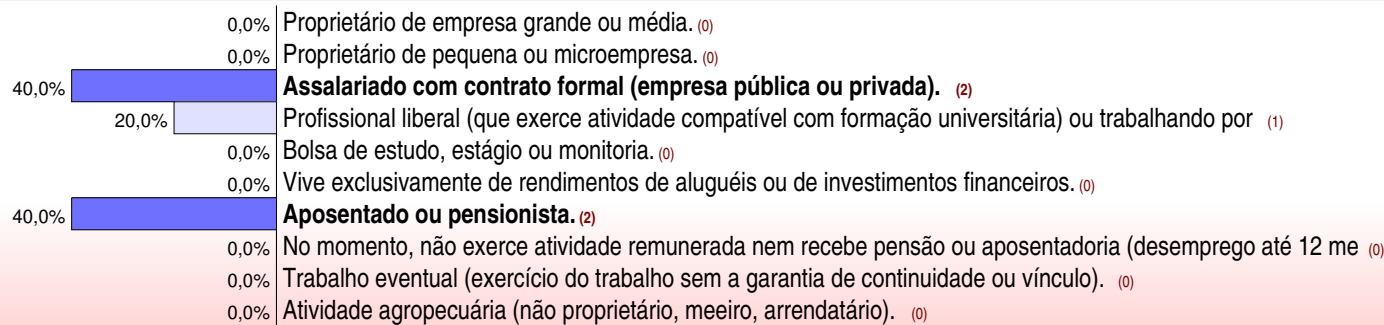 0,0% Proprietário de empresa grande ou média. (0)
0,0% Proprietário de pequena ou microempresa. (0)
40,0% Assalariado com contrato formal (empresa pública ou privada). (2)
20,0% Profissional liberal (que exerce atividade compatível com formação universitária) ou trabalhando por (1)
0,0% Bolsa de estudo, estágio ou monitoria. (0)
0,0% Vive exclusivamente de rendimentos de aluguéis ou de investimentos financeiros. (0)
40,0% Aposentado ou pensionista. (2)
0,0% No momento, não exerce atividade remunerada nem recebe pensão ou aposentadoria (desemprego até 12 me (0)
0,0% Trabalho eventual (exercício do trabalho sem a garantia de continuidade ou vínculo). (0)
0,0% Atividade agropecuária (não proprietário, meeiro, arrendatário). (0)